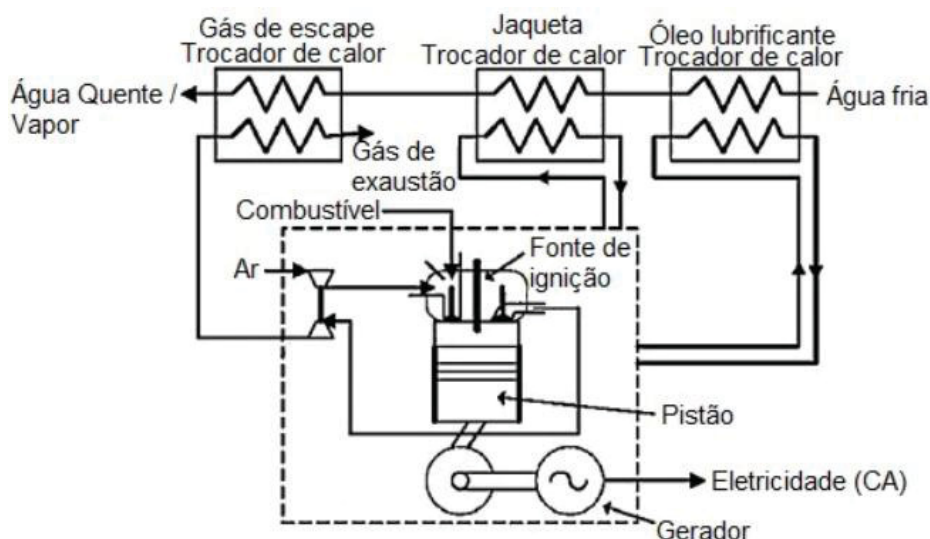 Gás de escape
Trocador de calor
Jaqueta
Trocador de calor
Óleo lubrificante
Trocador de calor
Água Quente /
Vapor
Água fria
Gás de
exaustão
Combustível
Ar
Fonte de
ignição
Pistão
Eletricidade (CA)
Gerador